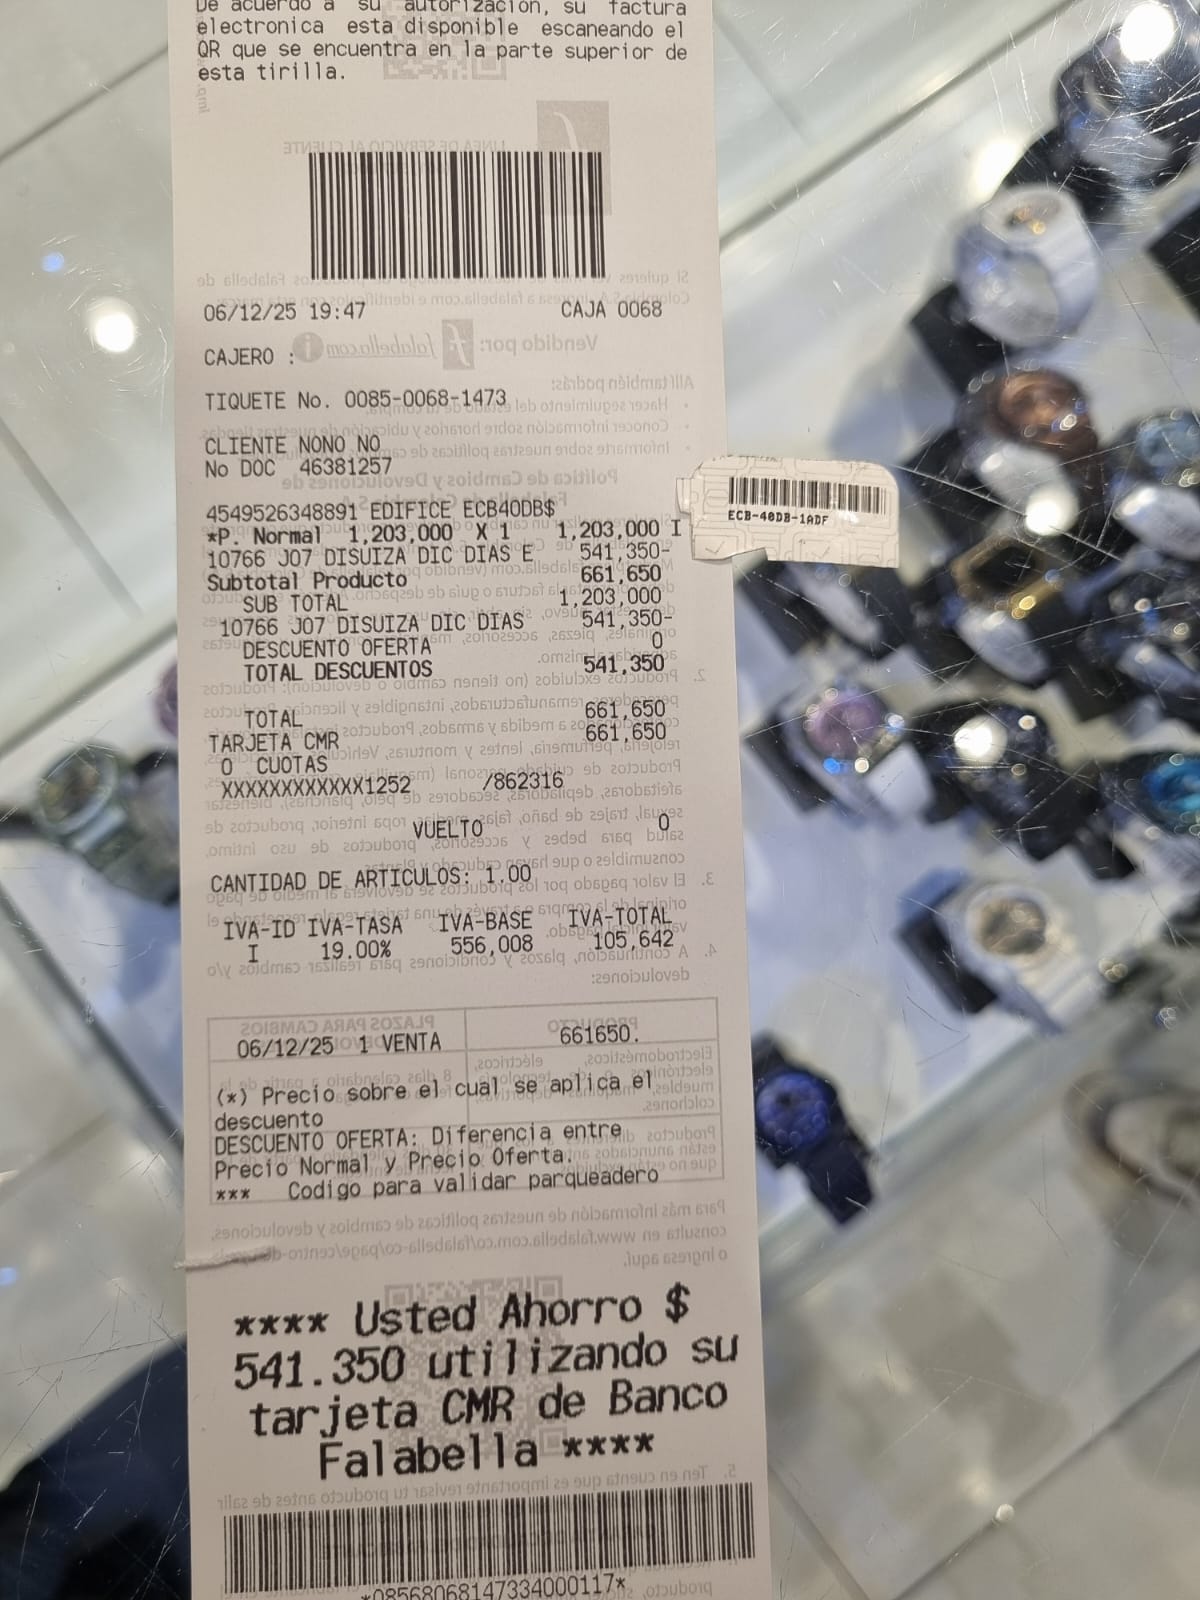 De acuerdo a su autorización, su factura
electronica esta disponible escaneando el
QR que se encuentra en la parte superior de
esta tirilla.
06/12/25 19:47 CAJA 0068
CAJERO :
TIQUETE No. 0085-0068-1473
CLIENTE NONO NO
No DOC 46381257
4549526348891 EDIFICE ECB40DB$
*P. Normal 1,203,000 X 1 1,203,000 I
10766 J07 DISUIZA DIC DIAS E 541,350-
Subtotal Producto 661,650
SUB TOTAL 1,203,000
10766 J07 DISUIZA DIC DIAS 541,350-
DESCUENTO OFERTA 0
TOTAL DESCUENTOS 541,350
TOTAL 661,650
TARJETA CMR 661,650
0 CUOTAS
XXXXXXXXXXXX1252 /862316
VUELTO 0
CANTIDAD DE ARTICULOS: 1.00
IVA-ID IVA-TASA IVA-BASE IVA-TOTAL
I 19.00% 556,008 105,642
06/12/25 1 VENTA 661650.
(*) Precio sobre el cual se aplica el
descuento
DESCUENTO OFERTA: Diferencia entre
Precio Normal y Precio Oferta.
*** Codigo para validar parqueadero
**** Usted Ahorro $
541.350 utilizando su
tarjeta CMR de Banco
Falabella ****
*08568068147334000117*
ECB-40DB-1ADF